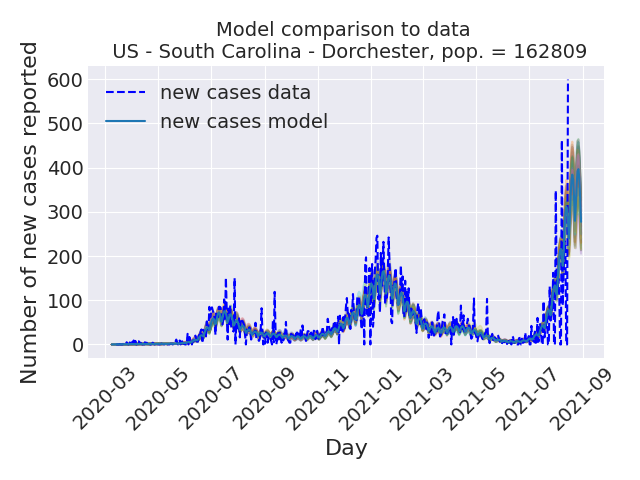 Model comparison to data
US - South Carolina - Dorchester, pop. = 162809
Number of new cases reported
600
500
400
300
200
100
0
new cases data
new cases model
2020-03
2020-05
2020-07
2020-09
2020-11
2021-01
2021-03
2021-05
2021-07
2021-09
Day